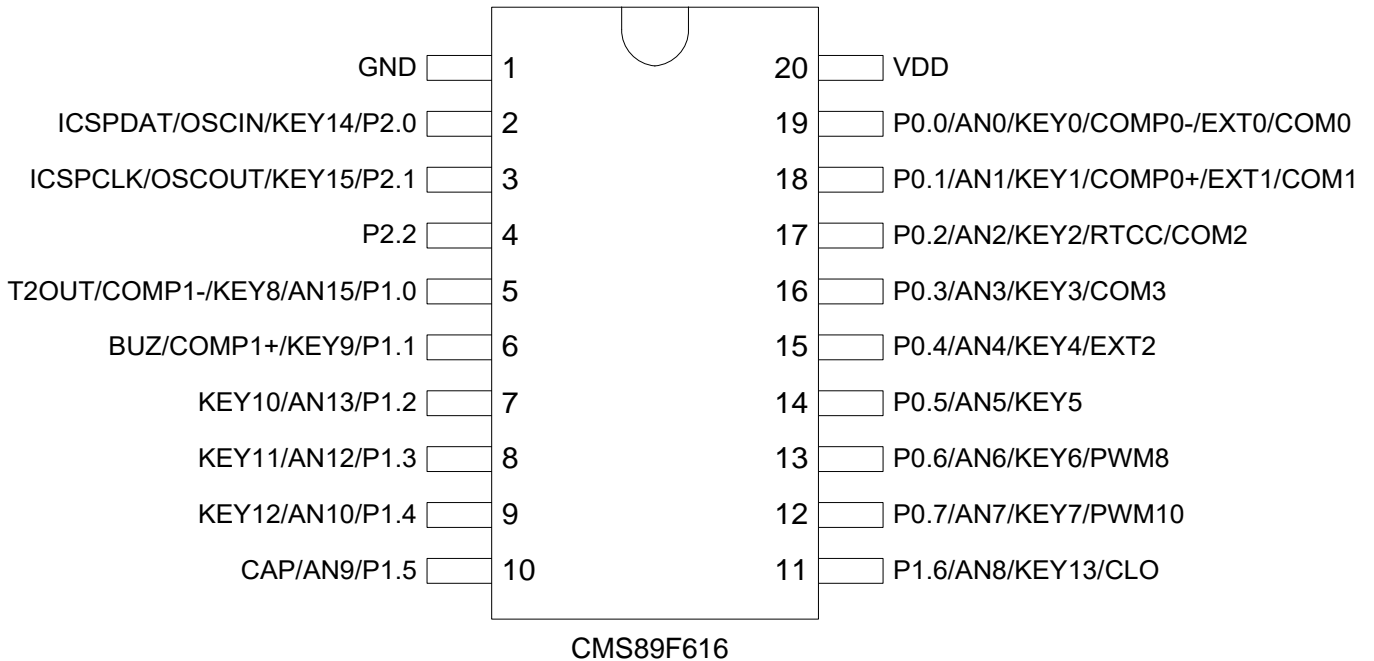 GND 1 20 VDD
ICSPDAT/OSCIN/KEY14/P2.0 2 19 P0.0/AN0/KEY0/COMP0-/EXT0/COM0
ICSPCLK/OSCOUT/KEY15/P2.1 3 18 P0.1/AN1/KEY1/COMP0+/EXT1/COM1
P2.2 4 17 P0.2/AN2/KEY2/RTCC/COM2
T2OUT/COMP1-/KEY8/AN15/P1.0 5 16 P0.3/AN3/KEY3/COM3
BUZ/COMP1+/KEY9/P1.1 6 15 P0.4/AN4/KEY4/EXT2
KEY10/AN13/P1.2 7 14 P0.5/AN5/KEY5
KEY11/AN12/P1.3 8 13 P0.6/AN6/KEY6/PWM8
KEY12/AN10/P1.4 9 12 P0.7/AN7/KEY7/PWM10
CAP/AN9/P1.5 10 11 P1.6/AN8/KEY13/CLO
CMS89F616